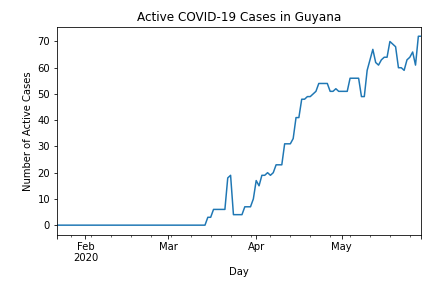 Active COVID-19 Cases in Guyana
Number of Active Cases
70
60
50
40
30
20
10
0
Feb Mar Apr May
2020
Day